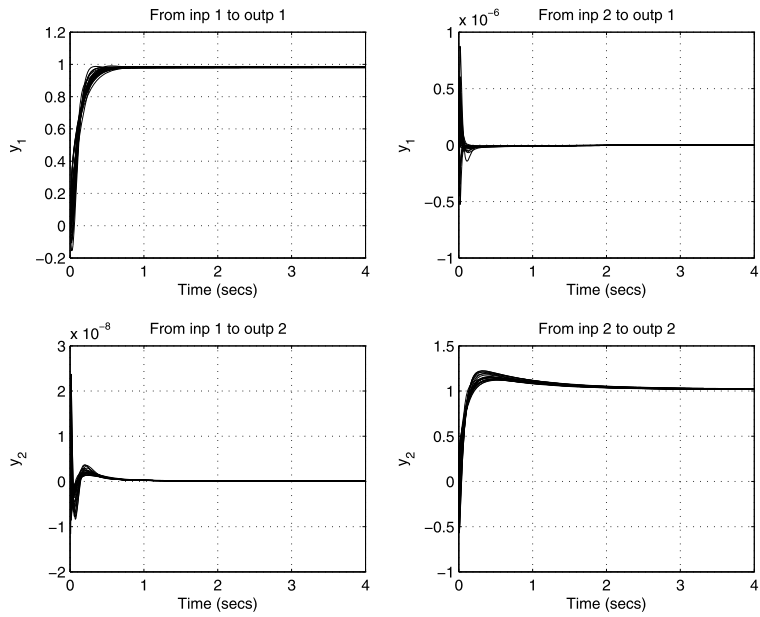 From inp 1 to outp 1
1.2
1
0.8
0.6
0.4
0.2
0
−0.2
y1
0 1 2 3 4
Time (secs)
From inp 2 to outp 1
x 10−6
1
0.5
0
−0.5
−1
y1
0 1 2 3 4
Time (secs)
From inp 1 to outp 2
x 10−8
3
2
1
0
−1
−2
y2
0 1 2 3 4
Time (secs)
From inp 2 to outp 2
1.5
1
0.5
0
−0.5
−1
y2
0 1 2 3 4
Time (secs)